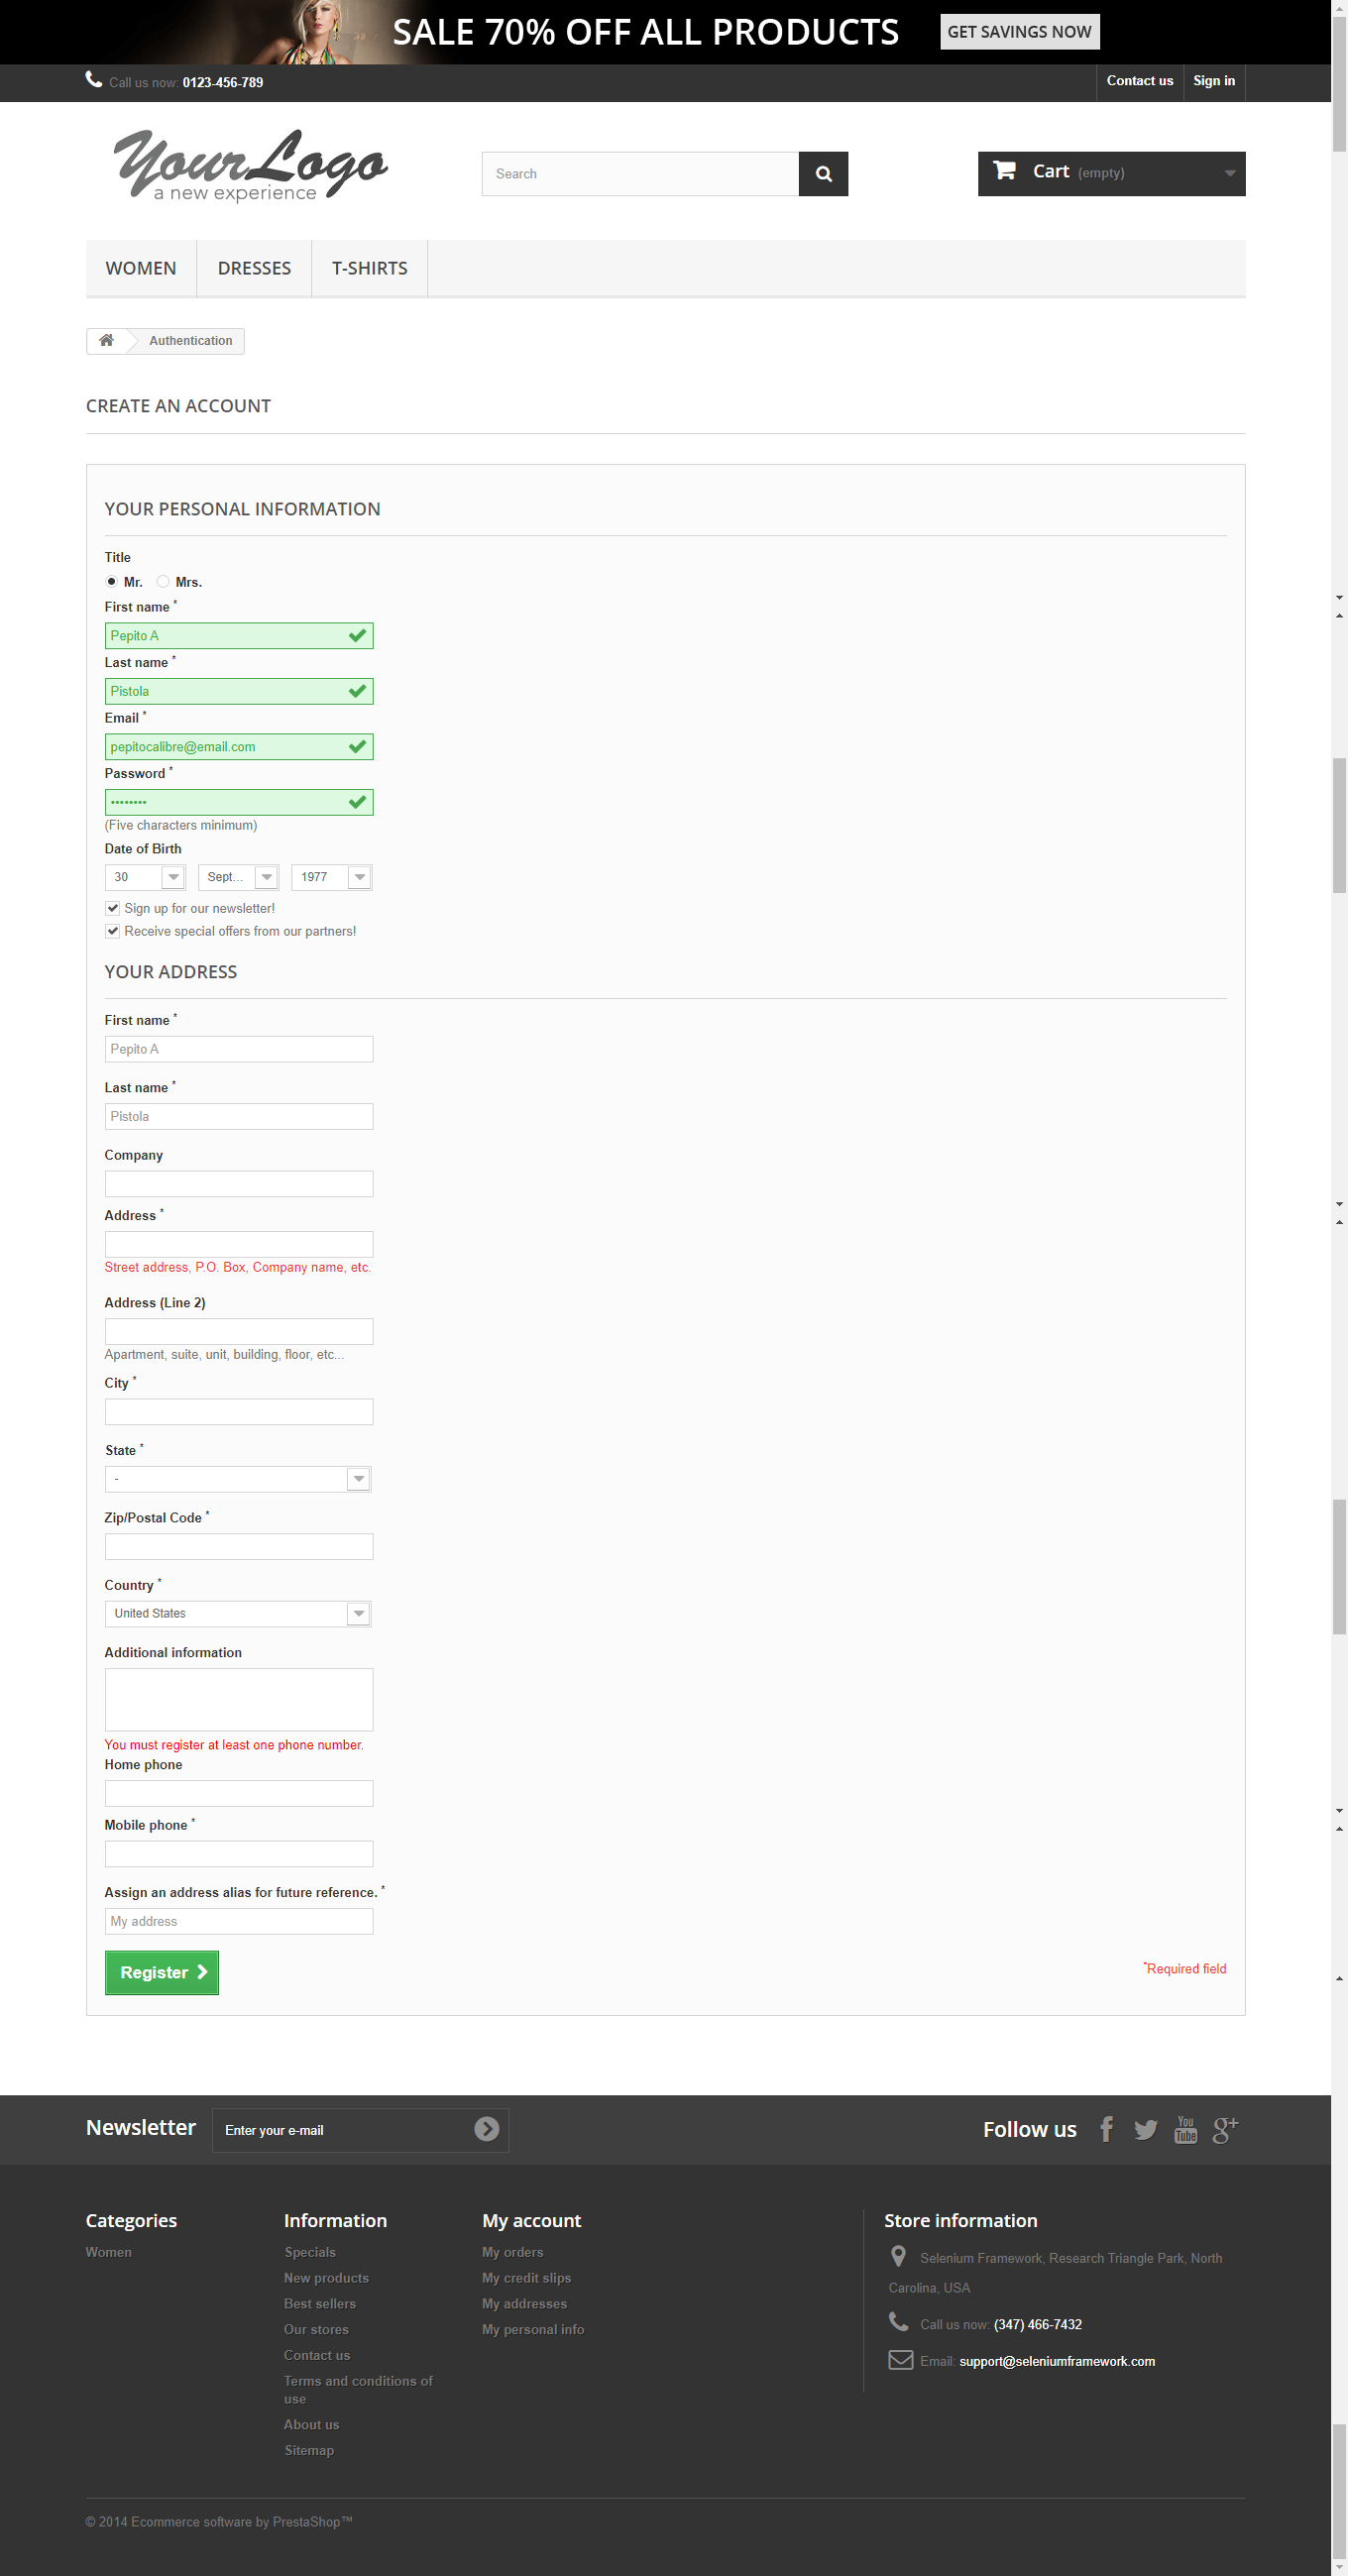 SALE 70% OFF ALL PRODUCTS GET SAVINGS NOW
Call us now: 0123-456-789 Contact us Sign in
YourLogo
a new experience
Search
Cart (empty)
WOMEN DRESSES T-SHIRTS
Authentication
CREATE AN ACCOUNT
YOUR PERSONAL INFORMATION
Title
Mr. Mrs.
First name *
Pepito A
Last name *
Pistola
Email *
pepitocalibre@email.com
Password *
••••••••
(Five characters minimum)
Date of Birth
30 Sept... 1977
Sign up for our newsletter!
Receive special offers from our partners!
YOUR ADDRESS
First name *
Pepito A
Last name *
Pistola
Company
Address *
Street address, P.O. Box, Company name, etc.
Address (Line 2)
Apartment, suite, unit, building, floor, etc...
City *
State *
-
Zip/Postal Code *
Country *
United States
Additional information
You must register at least one phone number.
Home phone
Mobile phone *
Assign an address alias for future reference. *
My address
Register
*Required field
Newsletter Enter your e-mail Follow us
You
Tube
g+
Categories
Women
Information
Specials
New products
Best sellers
Our stores
Contact us
Terms and conditions of
use
About us
Sitemap
My account
My orders
My credit slips
My addresses
My personal info
Store information
Selenium Framework, Research Triangle Park, North
Carolina, USA
Call us now: (347) 466-7432
Email: support@seleniumframework.com
© 2014 Ecommerce software by PrestaShop™